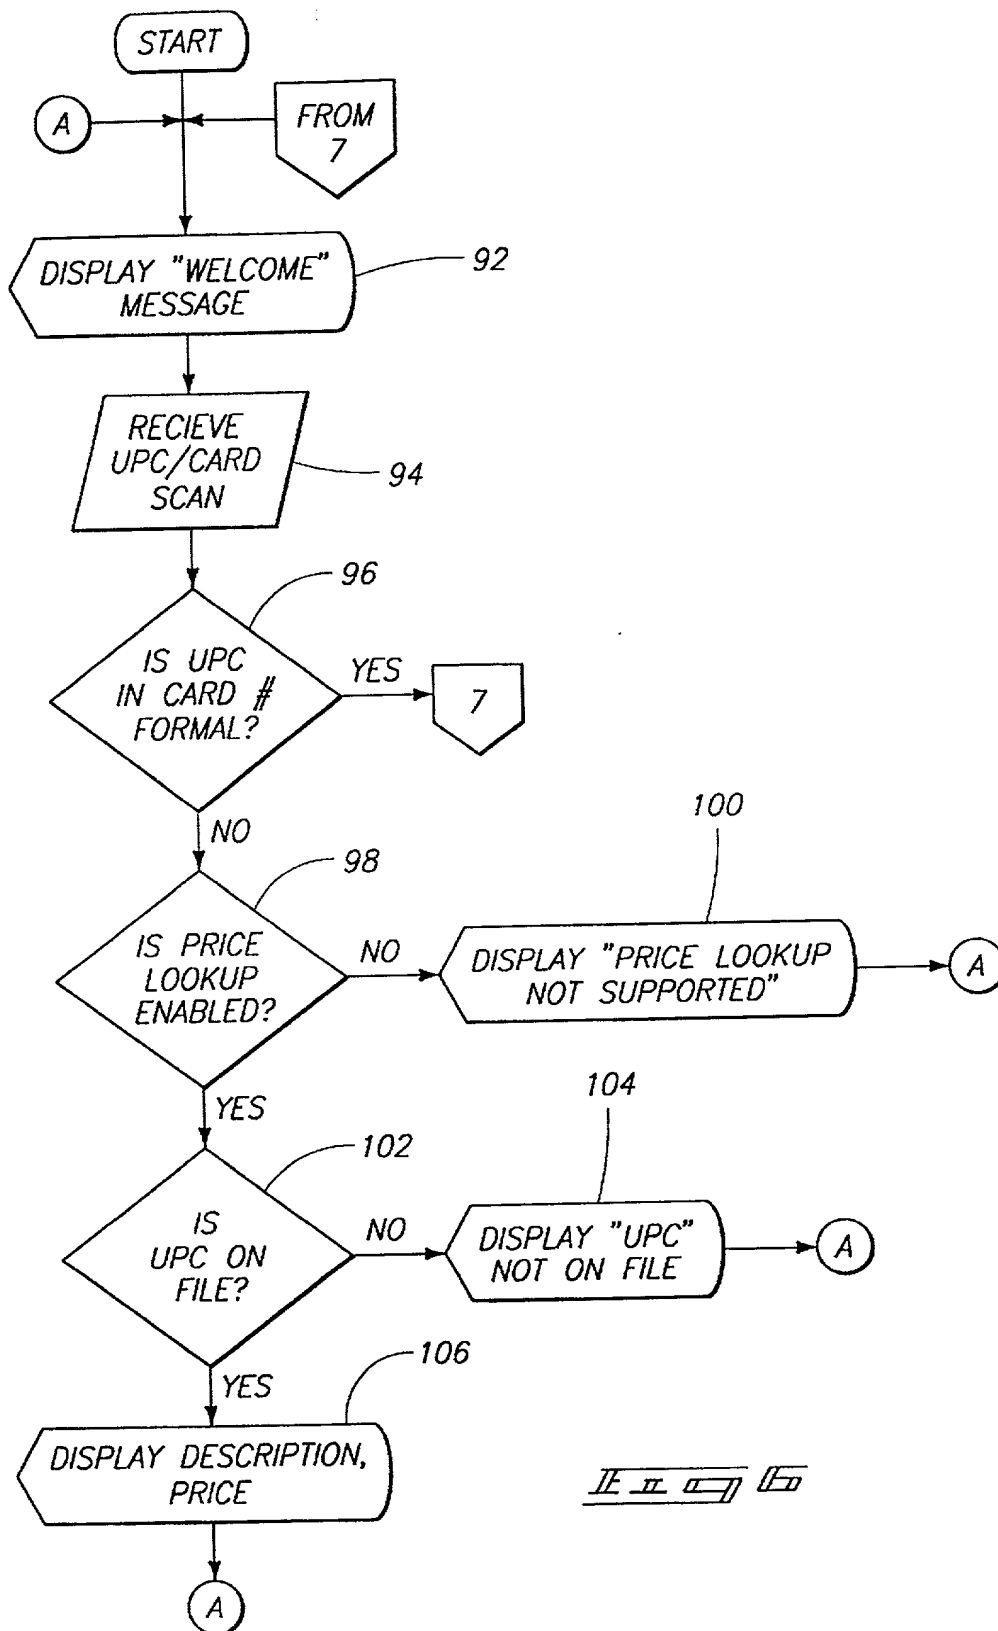 START
A
FROM
7
DISPLAY "WELCOME"
MESSAGE
92
RECIEVE
UPC/CARD
SCAN
94
96
IS UPC
IN CARD #
FORMAL?
YES
7
NO
98
100
IS PRICE
LOOKUP
ENABLED?
NO
DISPLAY "PRICE LOOKUP
NOT SUPPORTED"
A
YES
102
104
IS
UPC ON
FILE?
NO
DISPLAY "UPC"
NOT ON FILE
A
YES
106
DISPLAY DESCRIPTION,
PRICE
A
Fig 6